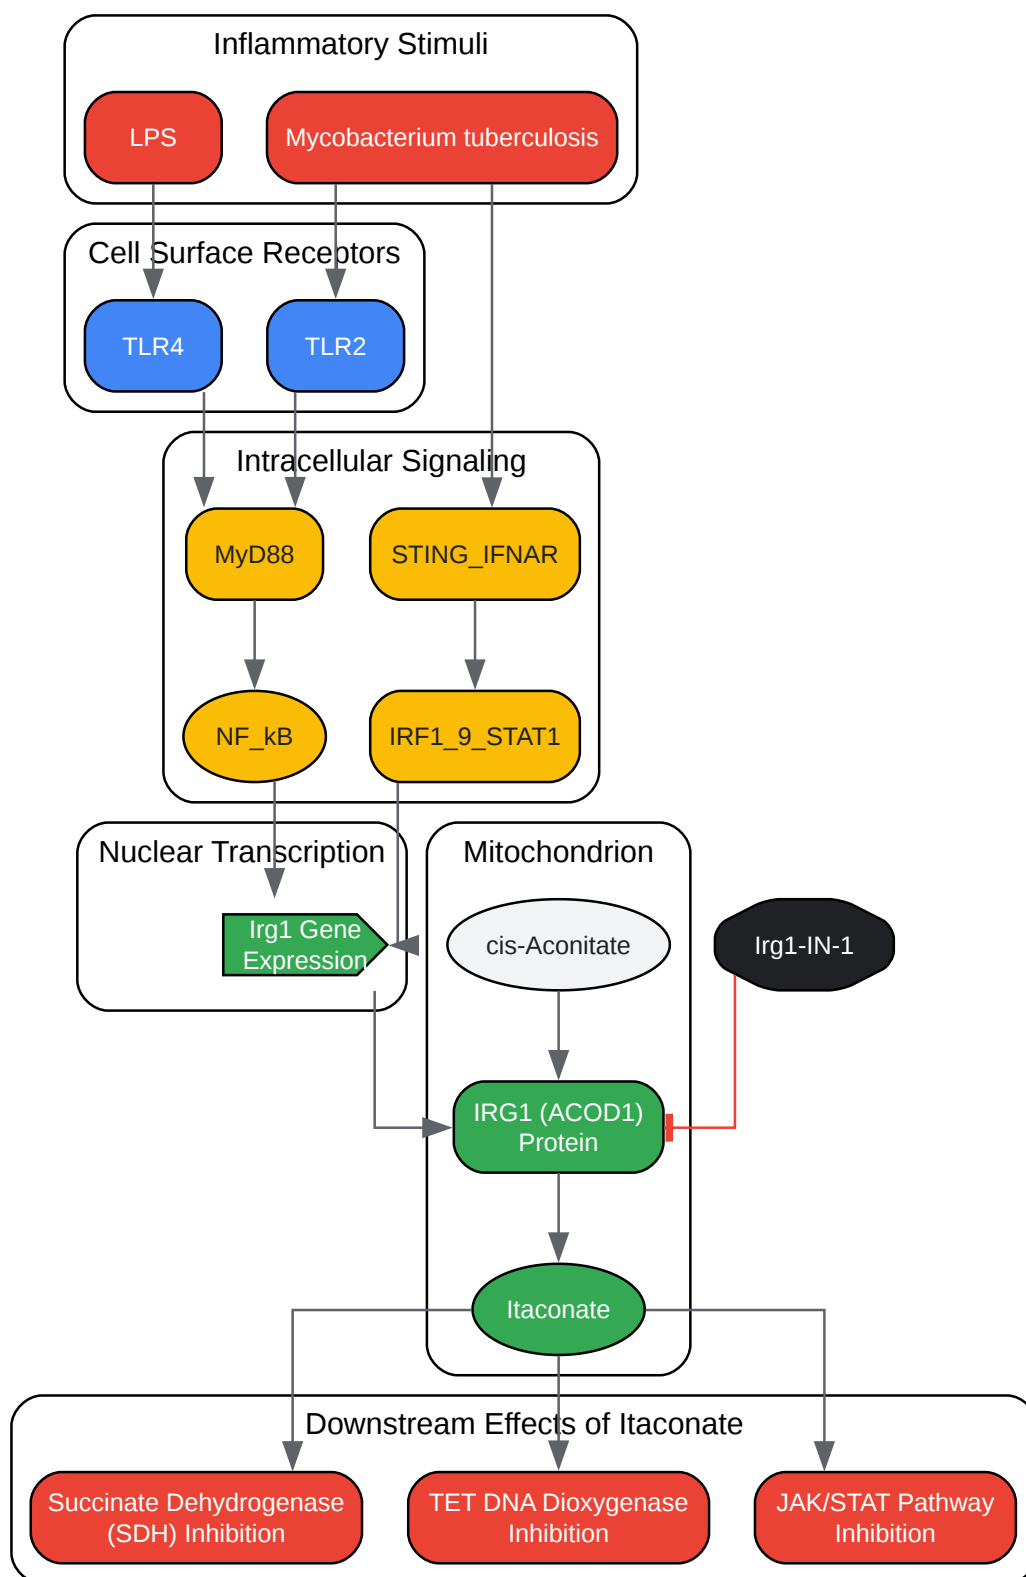 Inflammatory Stimuli
LPS
Mycobacterium tuberculosis
Cell Surface Receptors
TLR4
TLR2
Intracellular Signaling
MyD88
STING_IFNAR
NF_kB
IRF1_9_STAT1
Nuclear Transcription
Irg1 Gene
Expression
Mitochondrion
cis-Aconitate
Irg1-IN-1
IRG1 (ACOD1)
Protein
Itaconate
Downstream Effects of Itaconate
Succinate Dehydrogenase
(SDH) Inhibition
TET DNA Dioxygenase
Inhibition
JAK/STAT Pathway
Inhibition